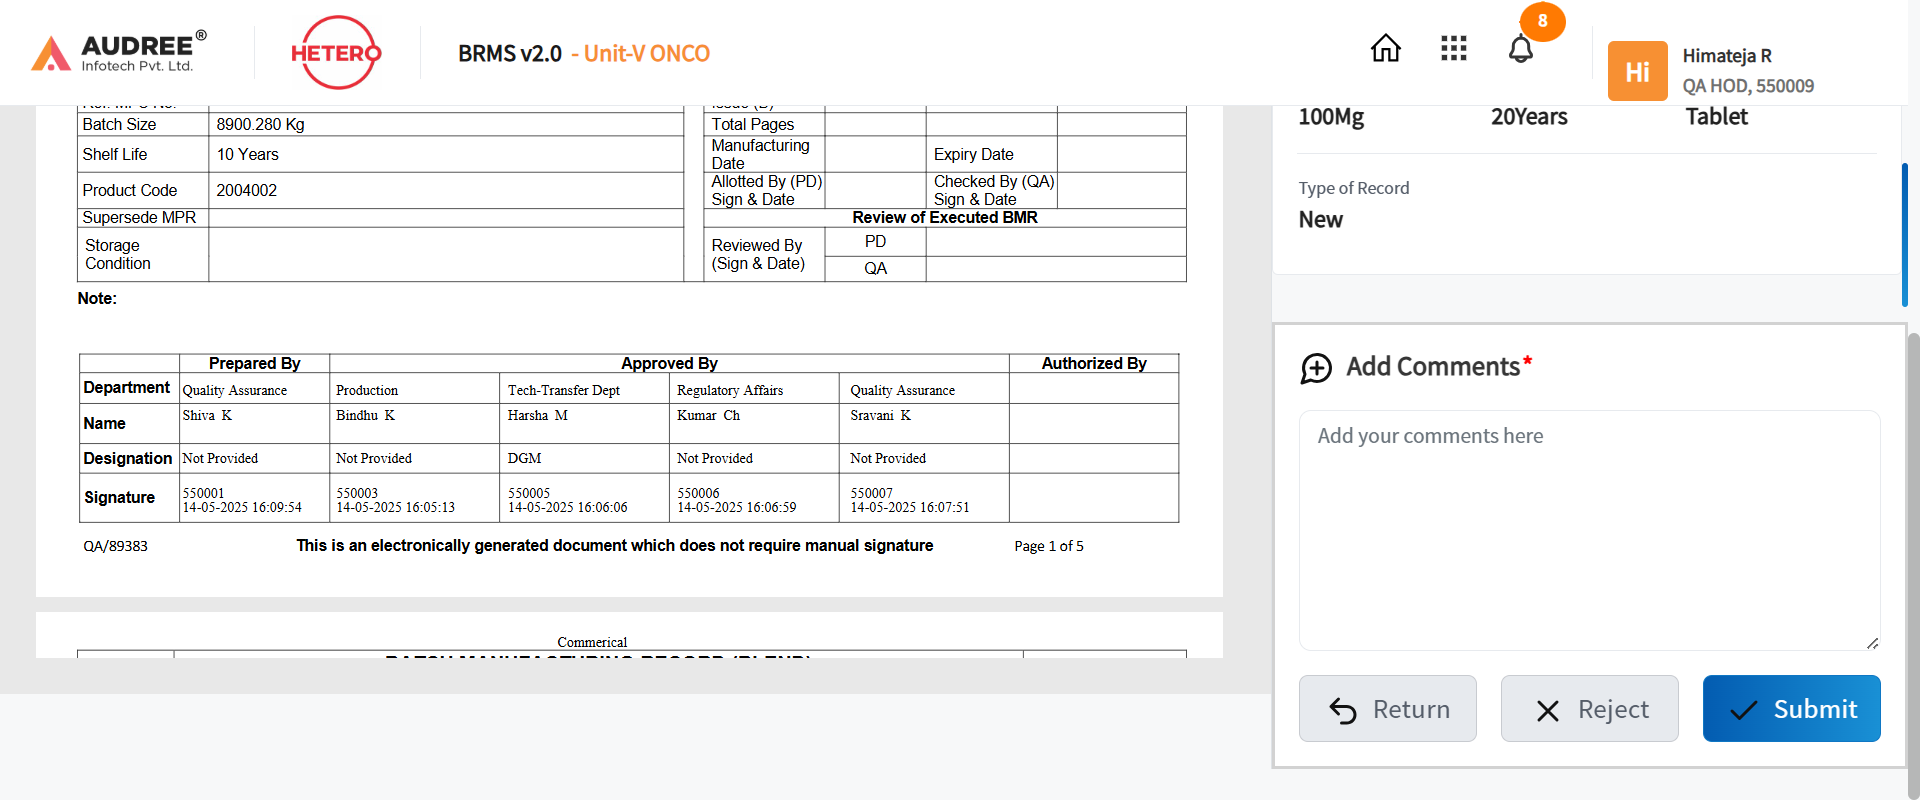 AUDREE®
Infotech Pvt. Ltd.
HETERO
BRMS v2.0 - Unit-V ONCO
8
Hi
Himateja R
QA HOD, 550009
Batch Size 8900.280 Kg
Shelf Life 10 Years
Product Code 2004002
Supersede MPR
Storage
Condition
Total Pages
Manufacturing
Date
Expiry Date
Allotted By (PD)
Sign & Date
Checked By (QA)
Sign & Date
Review of Executed BMR
Reviewed By
(Sign & Date)
PD
QA
Note:
Prepared By Approved By Authorized By
Department Quality Assurance Production Tech-Transfer Dept Regulatory Affairs Quality Assurance
Name Shiva K Bindhu K Harsha M Kumar Ch Sravani K
Designation Not Provided Not Provided DGM Not Provided Not Provided
Signature
550001 550003 550005 550006 550007
14-05-2025 16:09:54 14-05-2025 16:05:13 14-05-2025 16:06:06 14-05-2025 16:06:59 14-05-2025 16:07:51
QA/89383 This is an electronically generated document which does not require manual signature Page 1 of 5
Commerical
100Mg 20Years Tablet
Type of Record
New
Add Comments*
Add your comments here
Return Reject Submit